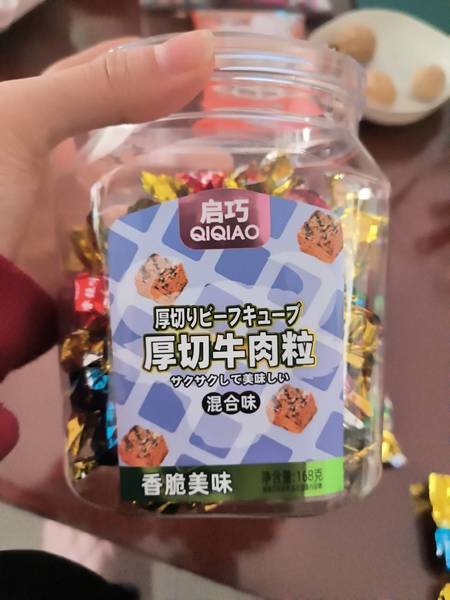 启巧
QIQIAO
厚切りビーフキューブ
厚切牛肉粒
サクサクして美味しい
混合味
香脆美味
净含量:168克